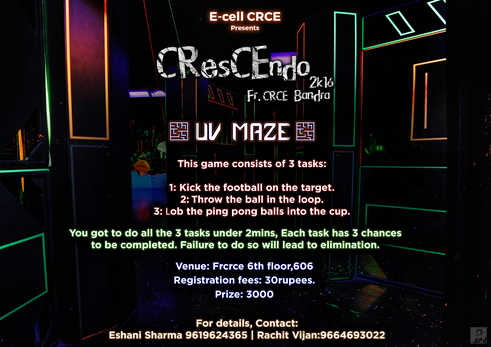 E-cell CRCE
Presents
CResCEndo
2k16
Fr. CRCE Bandra
UV MAZE
This game consists of 3 tasks:
1: Kick the football on the target.
2: Throw the ball in the loop.
3: Lob the ping pong balls into the cup.
You got to do all the 3 tasks under 2mins, Each task has 3 chances
to be completed. Failure to do so will lead to elimination.
Venue: Frcrce 6th floor,606
Registration fees: 30rupees.
Prize: 3000
For details, Contact:
Eshani Sharma 9619624365 | Rachit Vijan:9664693022